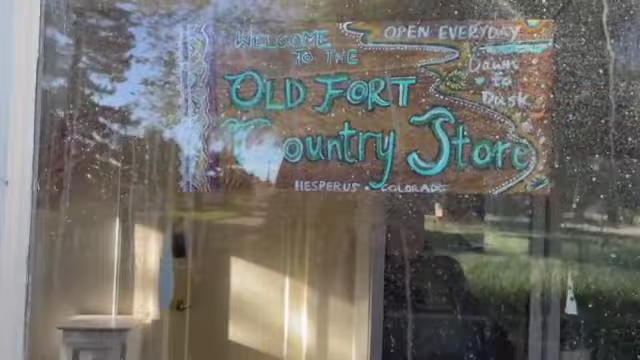 WELCOME
TO THE
OLD FORT
Country Store
OPEN EVERYDAY
Dawn
to
Dusk
HESPERUS COLORADO